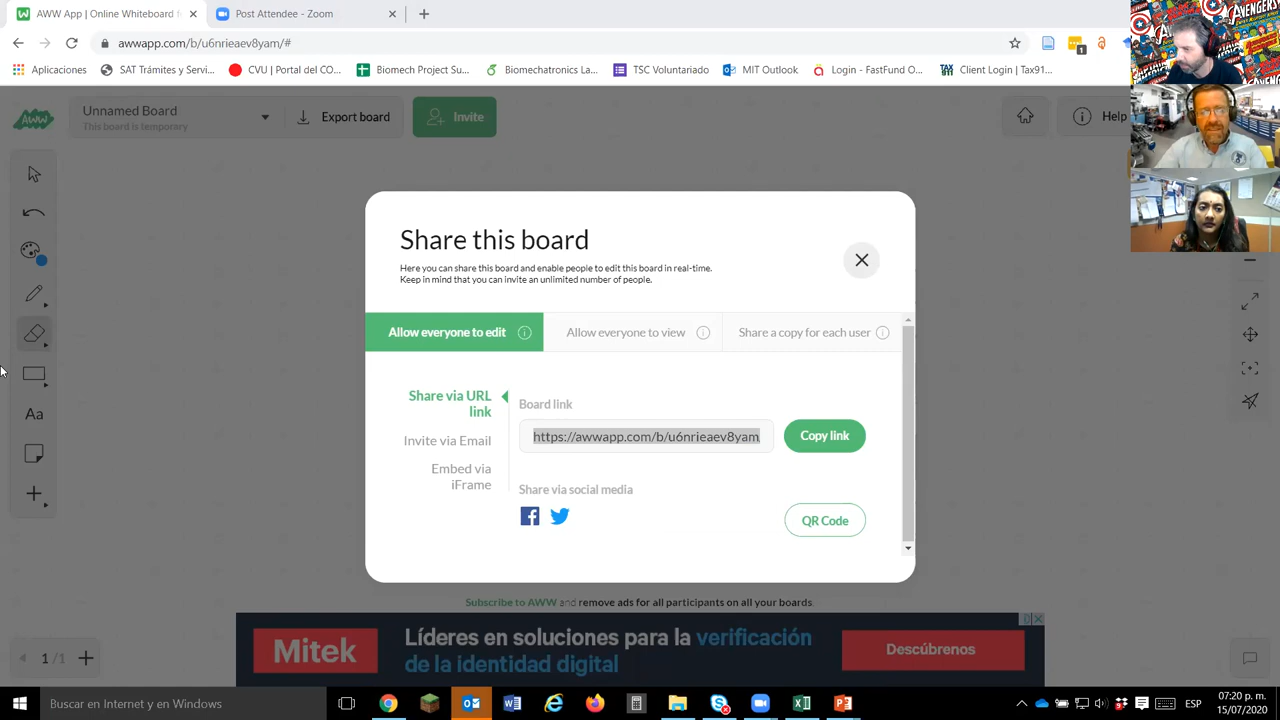 AWW App | Online Whiteboard f
Post Attendee - Zoom
awwapp.com/b/u6nrieaev8yam/#
1
Aplicaciones
SAT Trámites y Servi...
CVU | Portal del CO...
Biomech Project Su...
Biomechatronics La...
TSC Voluntariado
MIT Outlook
Login - FastFund O...
Client Login | Tax91...
AWW
Unnamed Board
This board is temporary
Export board
Invite
Help
Share this board
Here you can share this board and enable people to edit this board in real-time.
Keep in mind that you can invite an unlimited number of people.
Allow everyone to edit
Allow everyone to view
Share a copy for each user
Share via URL
link
Invite via Email
Embed via
iFrame
Board link
https://awwapp.com/b/u6nrieaev8yam
Copy link
Share via social media
QR Code
Aa
Subscribe to AWW and remove ads for all participants on all your boards
Mitek
Líderes en soluciones para la verificación
de la identidad digital
Descúbrenos
1 / 1
Buscar en Internet y en Windows
ESP
07:20 p. m.
15/07/2020
AVENGERS